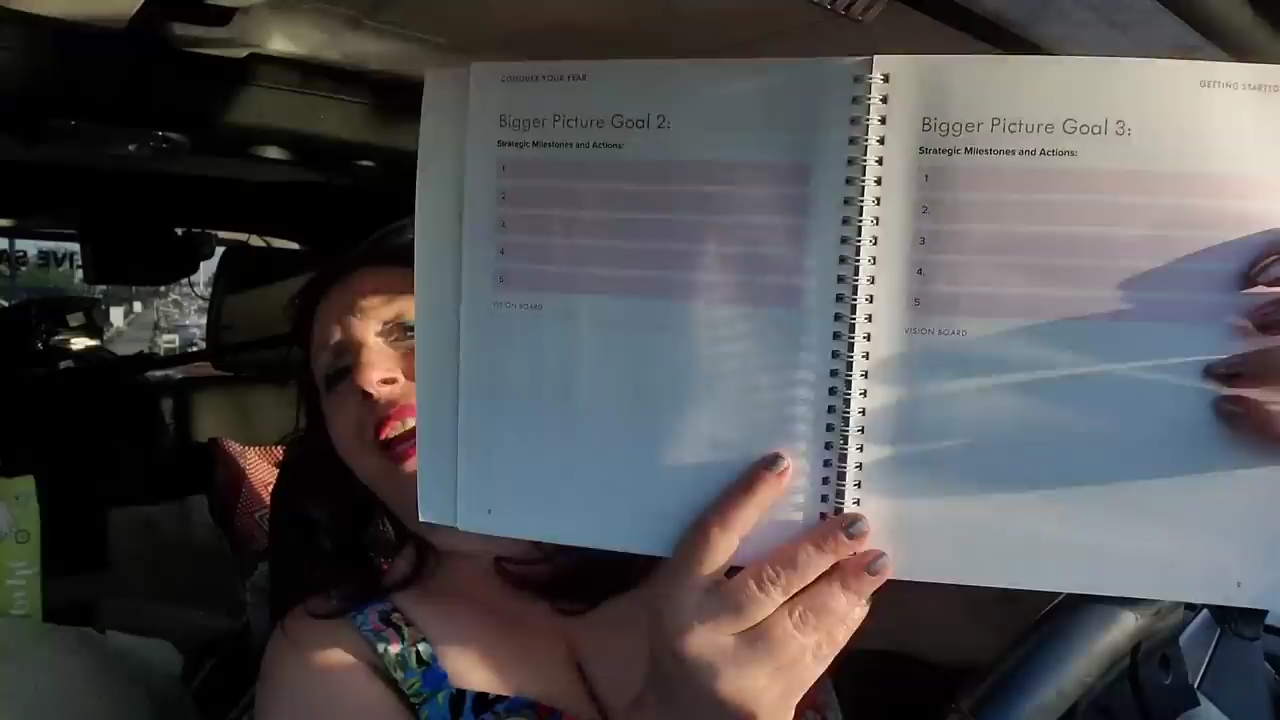 CONQUER YOUR YEAR
Bigger Picture Goal 2:
Strategic Milestones and Actions:
1
2
3.
4
5
VISION BOARD
GETTING STARTED
Bigger Picture Goal 3:
Strategic Milestones and Actions:
1
2.
3
4.
5
VISION BOARD